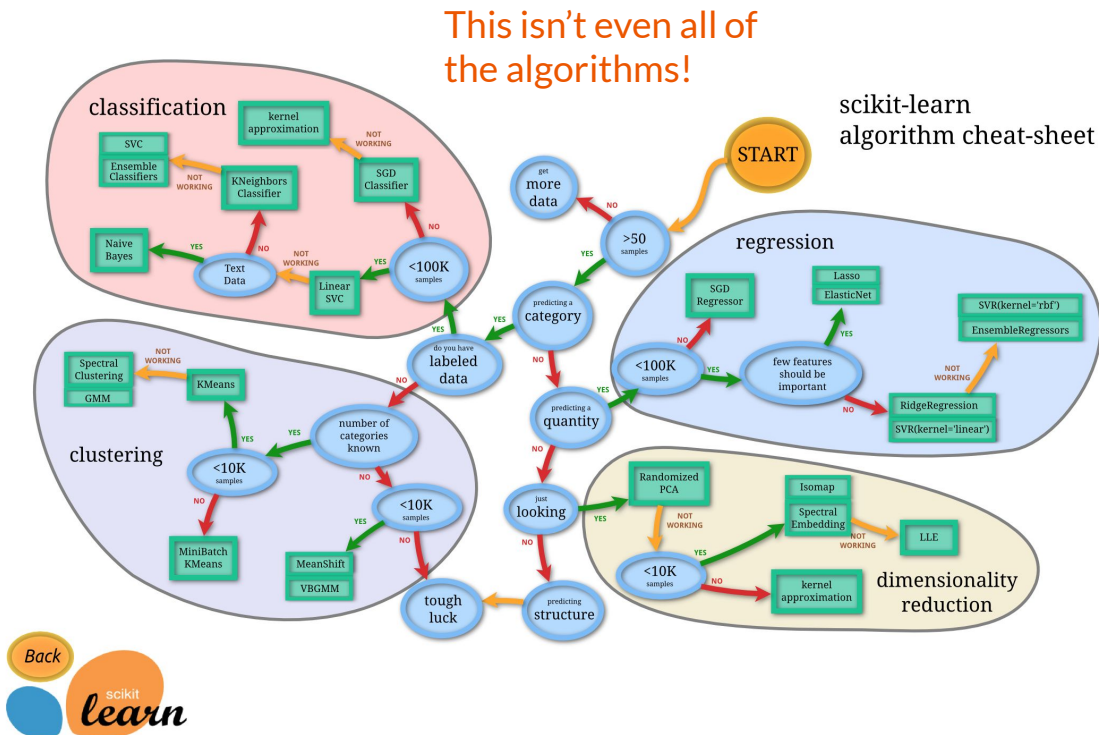 This isn't even all of
the algorithms!
scikit-learn
algorithm cheat-sheet
START
classification
kernel
approximation
NOT
WORKING
SVC
Ensemble
Classifiers
NOT
WORKING
KNeighbors
Classifier
SGD
Classifier
NO
NO
YES
Naive
Bayes
Text
Data
NOT
WORKING
Linear
SVC
YES
<100K
samples
YES
get
more
data
NO
>50
samples
YES
predicting a
category
YES
NO
do you have
labeled
data
NO
predicting a
quantity
YES
NO
just
looking
YES
NO
predicting
structure
tough
luck
regression
SGD
Regressor
NO
<100K
samples
YES
Lasso
ElasticNet
YES
few features
should be
important
NO
SVR(kernel='rbf')
EnsembleRegressors
NOT
WORKING
RidgeRegression
SVR(kernel='linear')
clustering
Spectral
Clustering
GMM
NOT
WORKING
KMeans
YES
<10K
samples
YES
NO
MiniBatch
KMeans
number of
categories
known
NO
<10K
samples
YES
NO
MeanShift
VBGMM
dimensionality
reduction
Randomized
PCA
NOT
WORKING
<10K
samples
YES
NO
Isomap
Spectral
Embedding
NOT
WORKING
LLE
kernel
approximation
Back
scikit
learn